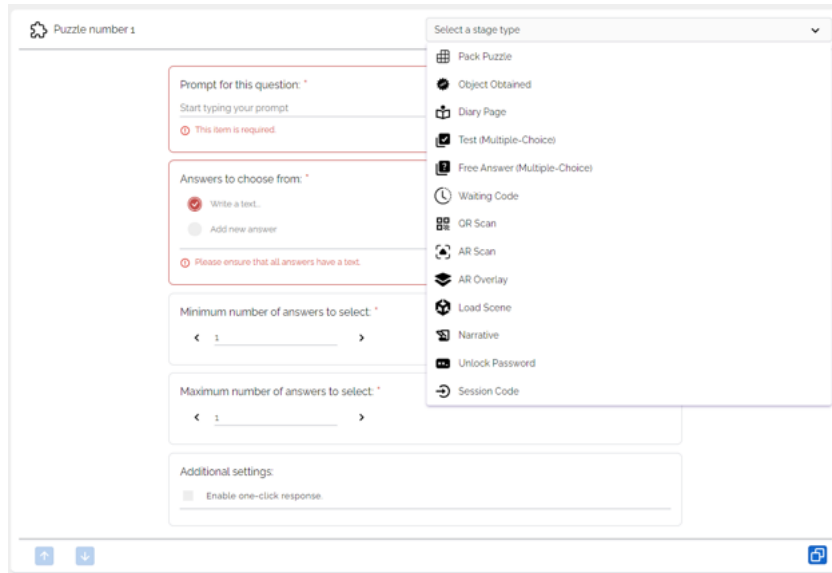 Puzzle number 1
Select a stage type
Pack Puzzle
Object Obtained
Diary Page
Test (Multiple-Choice)
Free Answer (Multiple-Choice)
Waiting Code
QR Scan
AR Scan
AR Overlay
Load Scene
Narrative
Unlock Password
Session Code
Prompt for this question: *
Start typing your prompt
This item is required.
Answers to choose from: *
Write a text...
Add new answer
Please ensure that all answers have a text.
Minimum number of answers to select: *
1
Maximum number of answers to select: *
1
Additional settings:
Enable one-click response.